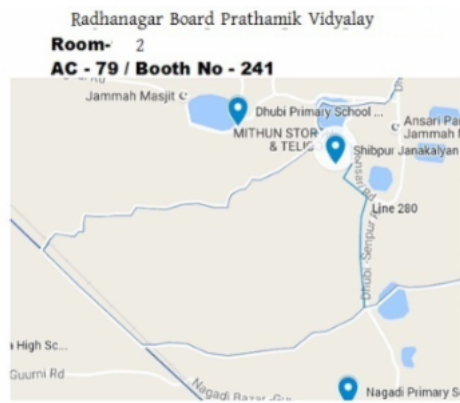 Radhanagar Board Prathamik Vidyalay
Room- 2
AC - 79 / Booth No - 241
Jammah Masjit
Dhubi Primary School ...
MITHUN STOR
& TELI
Ansari Pa
Jammah M
Shibpur Janakalyan
Line 280
Dhubi -Senpur
a High Sc...
Guurni Rd
Nagadi Bazar -Gu
Nagadi Primary S